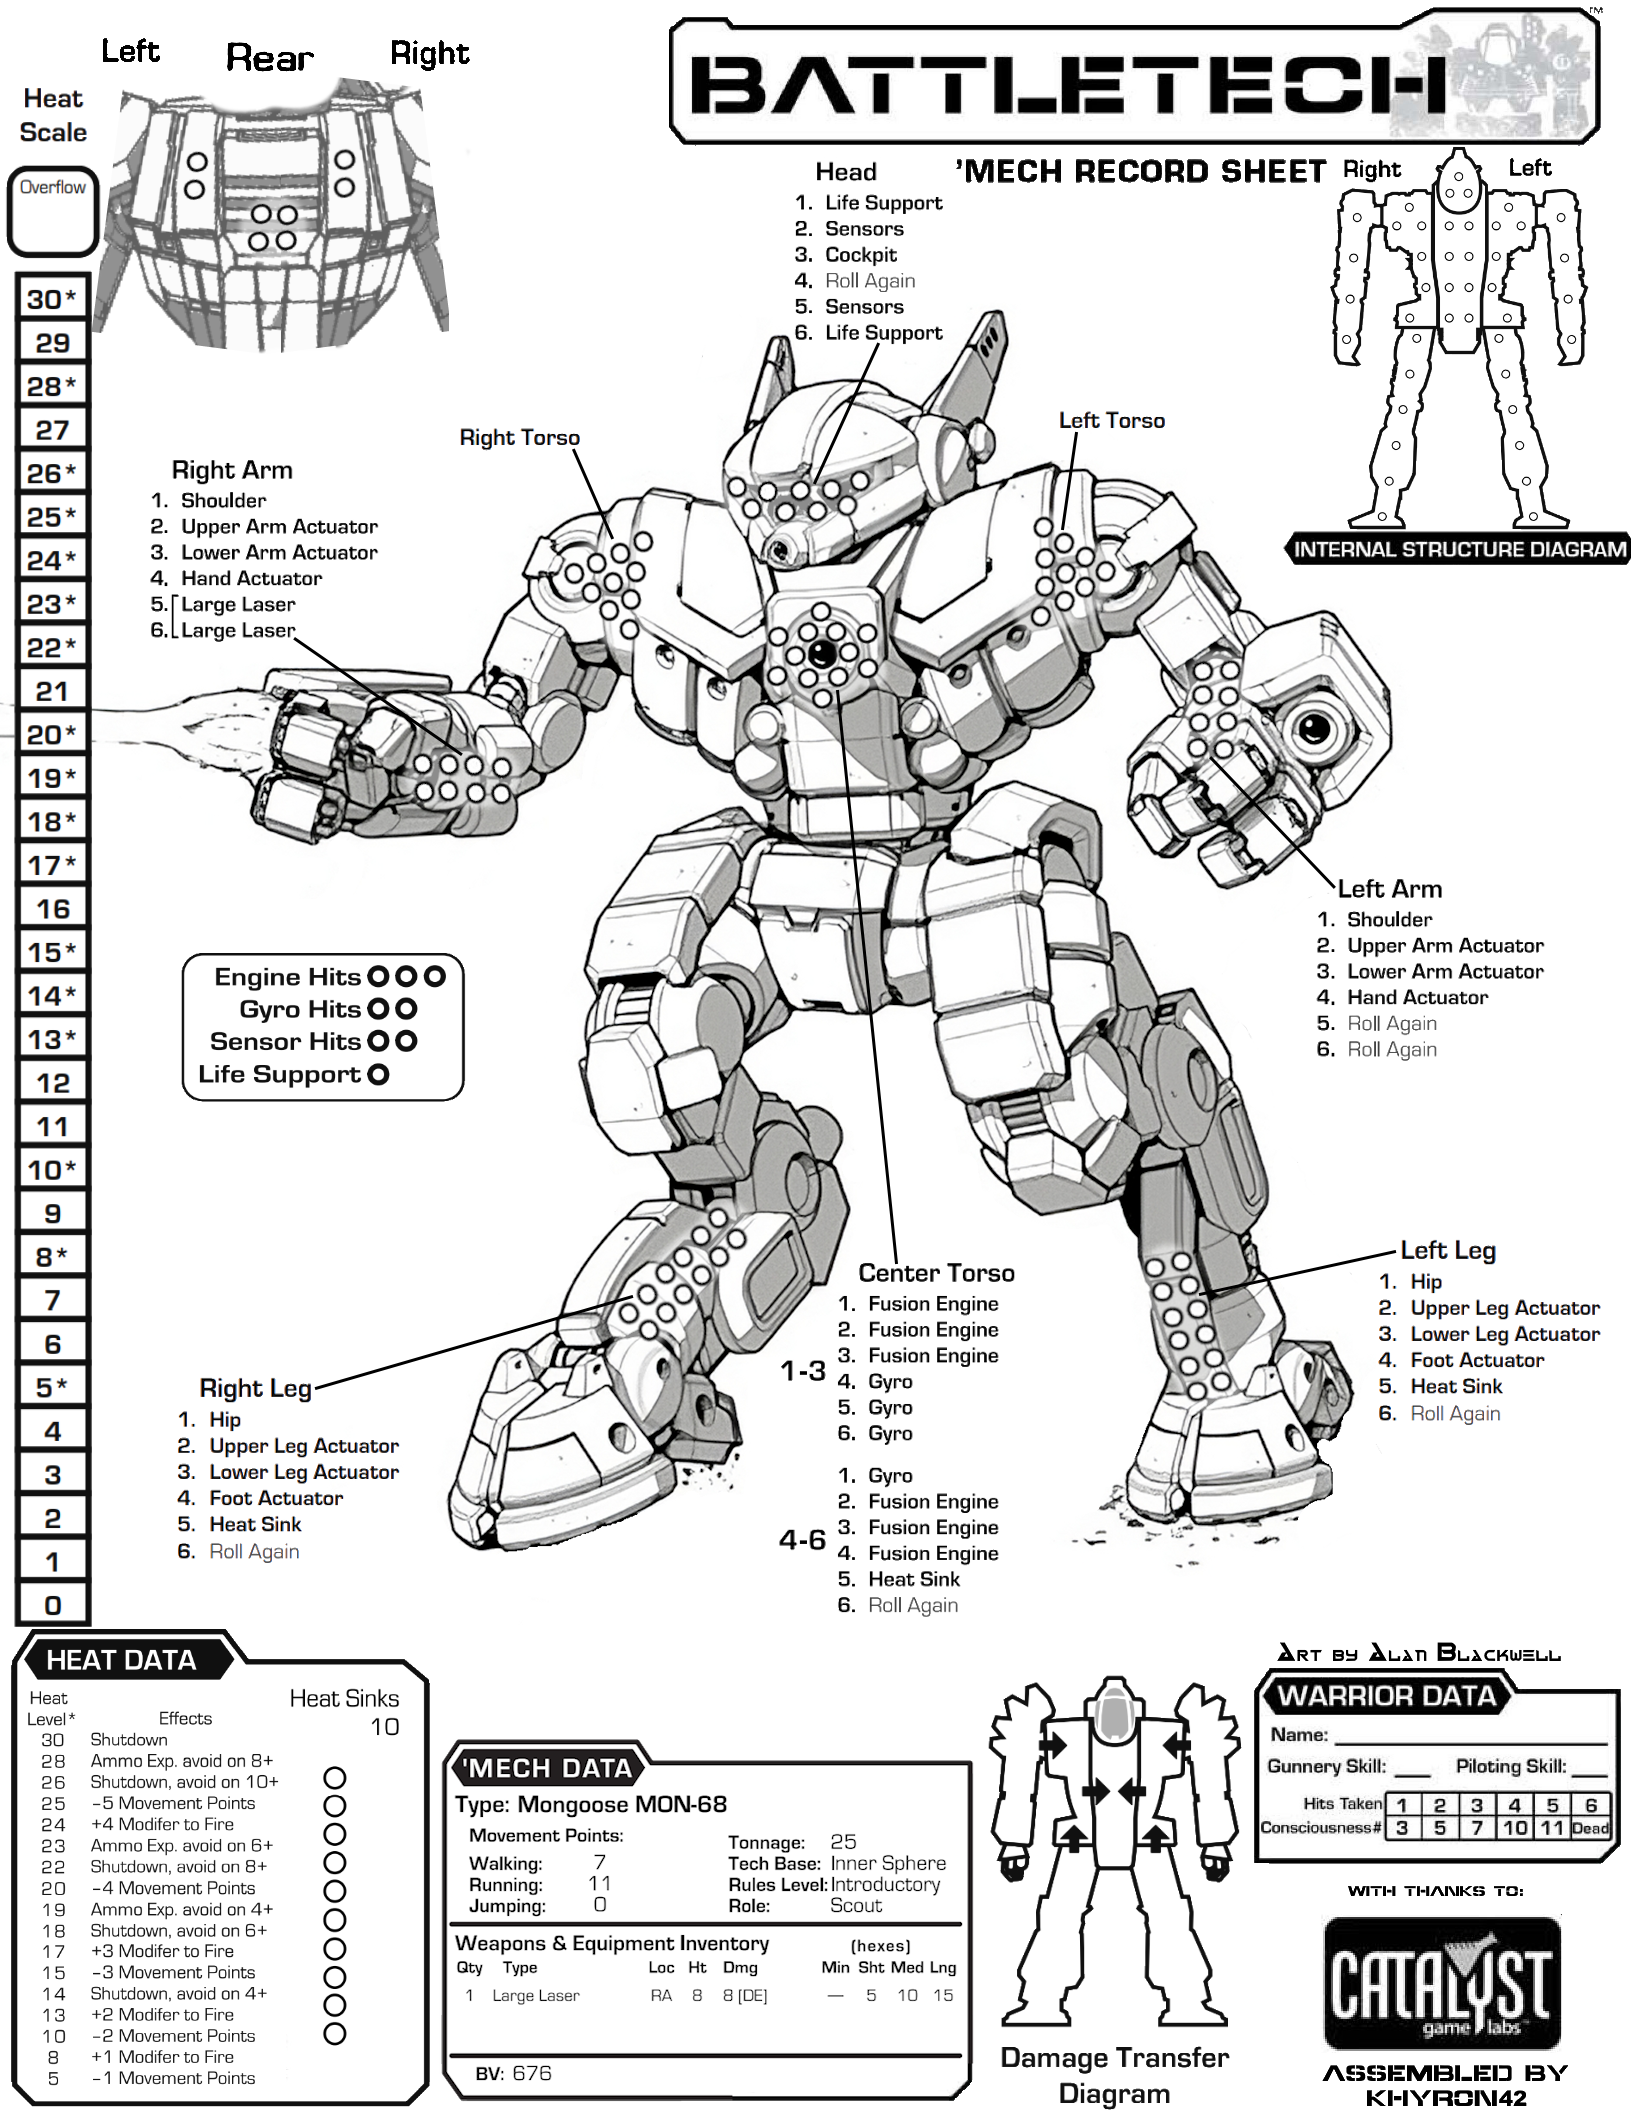 Left Rear Right
BATTLETECH
TM
'MECH RECORD SHEET
Heat
Scale
Overflow
30*
29
28*
27
26*
25*
24*
23*
22*
21
20*
19*
18*
17*
16
15*
14*
13*
12
11
10*
9
8*
7
6
5*
4
3
2
1
0
Head
1. Life Support
2. Sensors
3. Cockpit
4. Roll Again
5. Sensors
6. Life Support
Right Left
INTERNAL STRUCTURE DIAGRAM
Right Torso
Left Torso
Right Arm
1. Shoulder
2. Upper Arm Actuator
3. Lower Arm Actuator
4. Hand Actuator
5. Large Laser
6. Large Laser
Left Arm
1. Shoulder
2. Upper Arm Actuator
3. Lower Arm Actuator
4. Hand Actuator
5. Roll Again
6. Roll Again
Engine Hits
Gyro Hits
Sensor Hits
Life Support
Right Leg
1. Hip
2. Upper Leg Actuator
3. Lower Leg Actuator
4. Foot Actuator
5. Heat Sink
6. Roll Again
Center Torso
1-3
1. Fusion Engine
2. Fusion Engine
3. Fusion Engine
4. Gyro
5. Gyro
6. Gyro
4-6
1. Gyro
2. Fusion Engine
3. Fusion Engine
4. Fusion Engine
5. Heat Sink
6. Roll Again
Left Leg
1. Hip
2. Upper Leg Actuator
3. Lower Leg Actuator
4. Foot Actuator
5. Heat Sink
6. Roll Again
HEAT DATA
Heat
Level* Effects
Heat Sinks
10
30 Shutdown
28 Ammo Exp. avoid on 8+
26 Shutdown, avoid on 10+
25 -5 Movement Points
24 +4 Modifer to Fire
23 Ammo Exp. avoid on 6+
22 Shutdown, avoid on 8+
20 -4 Movement Points
19 Ammo Exp. avoid on 4+
18 Shutdown, avoid on 6+
17 +3 Modifer to Fire
15 -3 Movement Points
14 Shutdown, avoid on 4+
13 +2 Modifer to Fire
10 -2 Movement Points
8 +1 Modifer to Fire
5 -1 Movement Points
'MECH DATA
Type: Mongoose MON-68
Movement Points:
Walking: 7
Running: 11
Jumping: 0
Tonnage: 25
Tech Base: Inner Sphere
Rules Level: Introductory
Role: Scout
Weapons & Equipment Inventory (hexes)
Qty Type Loc Ht Dmg Min Sht Med Lng
1 Large Laser RA 8 8 [DE] — 5 10 15
BV: 676
Damage Transfer
Diagram
Art by Alan Blackwell
WARRIOR DATA
Name:
Gunnery Skill: Piloting Skill:
Hits Taken 1 2 3 4 5 6
Consciousness# 3 5 7 10 11 Dead
WITH THANKS TO:
CATALYST
game labs
ASSEMBLED BY
KHYRON42